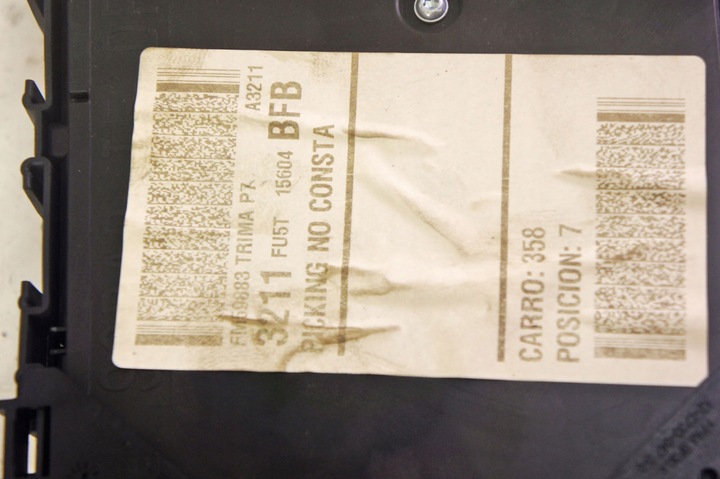 A3211
TRIMA P7
3211 FU5T 15604 BFB
PICKING NO CONSTA
CARRO: 358
POSICION: 7